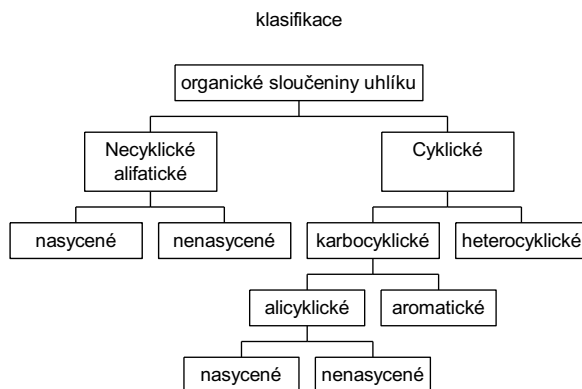 klasifikace
organické sloučeniny uhlíku
Necyklické
alifatické
Cyklické
nasycené
nenasycené
karbocyklické
heterocyklické
alicyklické
aromatické
nasycené
nenasycené